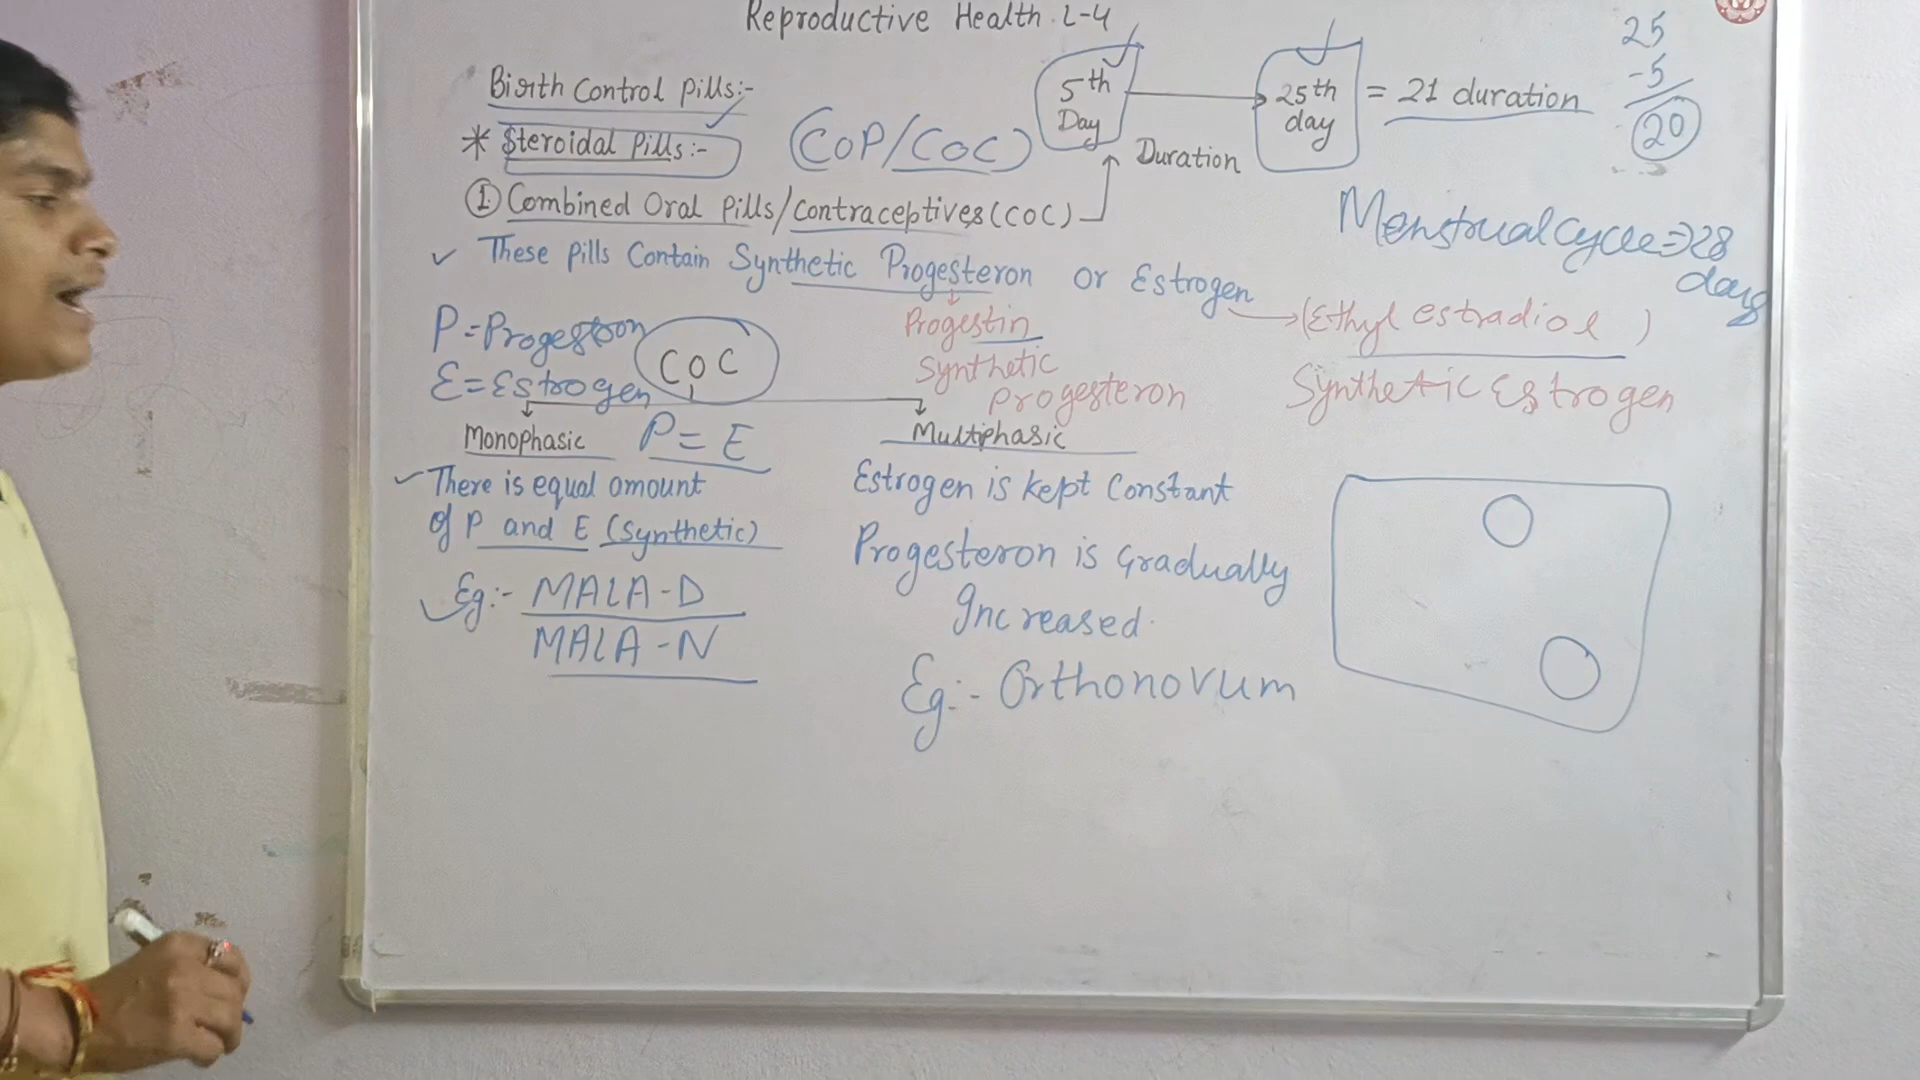 Reproductive Health L-4
Birth Control Pills:-
* Steroidal Pills:-
COP/COC
5th Day
25th day
= 21 duration
25
-5
20
Duration
① Combined Oral Pills/Contraceptives (COC)
Menstrual Cycle => 28 days
✓ These Pills Contain Synthetic Progesteron or Estrogen
(Ethyl estradiol)
Progestin
Synthetic Progesteron
Synthetic Estrogen
P = Progesteron
E = Estrogen
COC
Monophasic P = E
✓ There is equal amount
of P and E (Synthetic)
✓ Eg:- MALA-D
MALA-N
Multiphasic
Estrogen is kept Constant
Progesteron is Gradually
Increased.
Eg:- Orthonovum